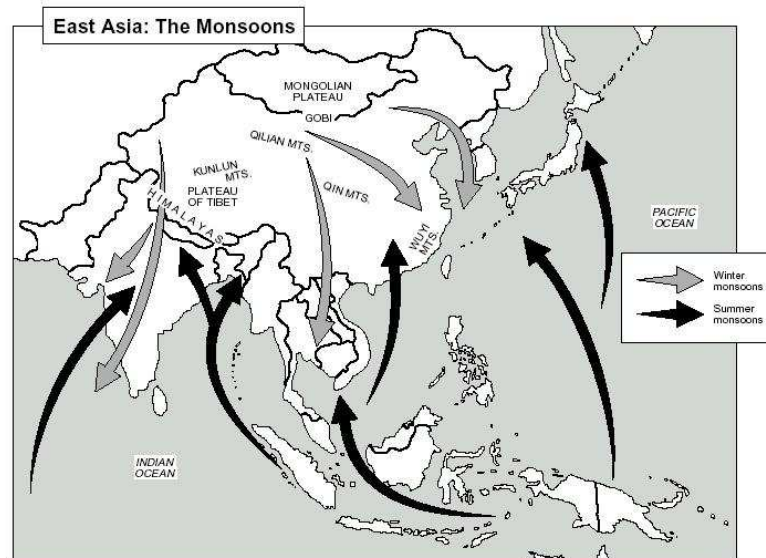 East Asia: The Monsoons
MONGOLIAN
PLATEAU
GOBI
QILIAN MTS.
KUNLUN
MTS.
PLATEAU
OF TIBET
QIN MTS.
HIMALAYAS
WUYI
MTS.
PACIFIC
OCEAN
Winter
monsoons
Summer
monsoons
INDIAN
OCEAN